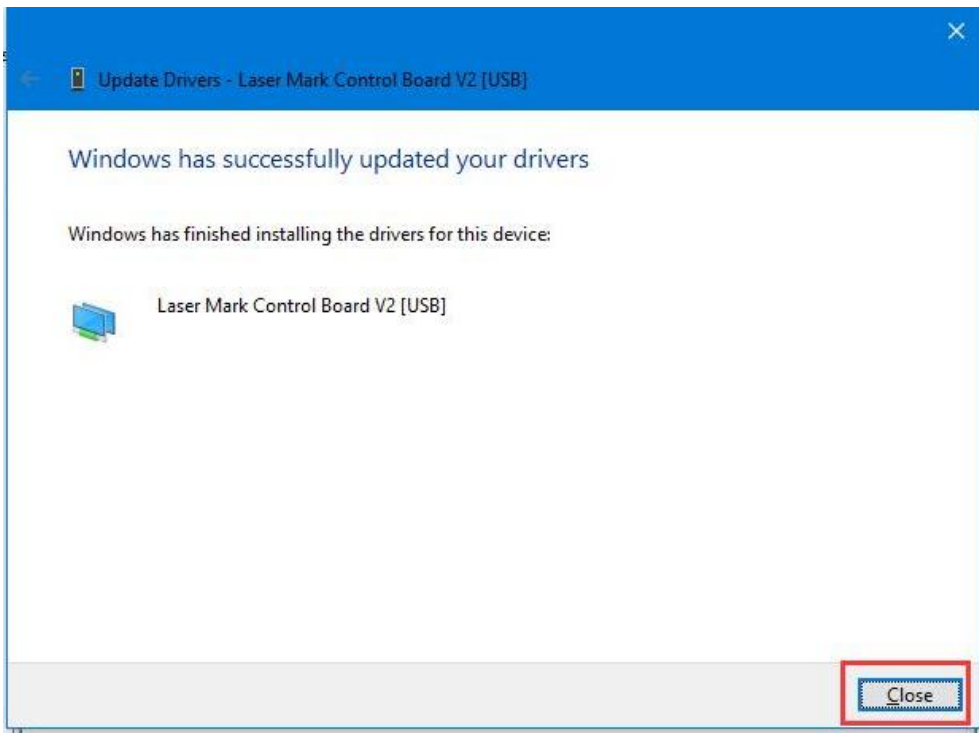 Update Drivers - Laser Mark Control Board V2 [USB]
Windows has successfully updated your drivers
Windows has finished installing the drivers for this device:
Laser Mark Control Board V2 [USB]
Close